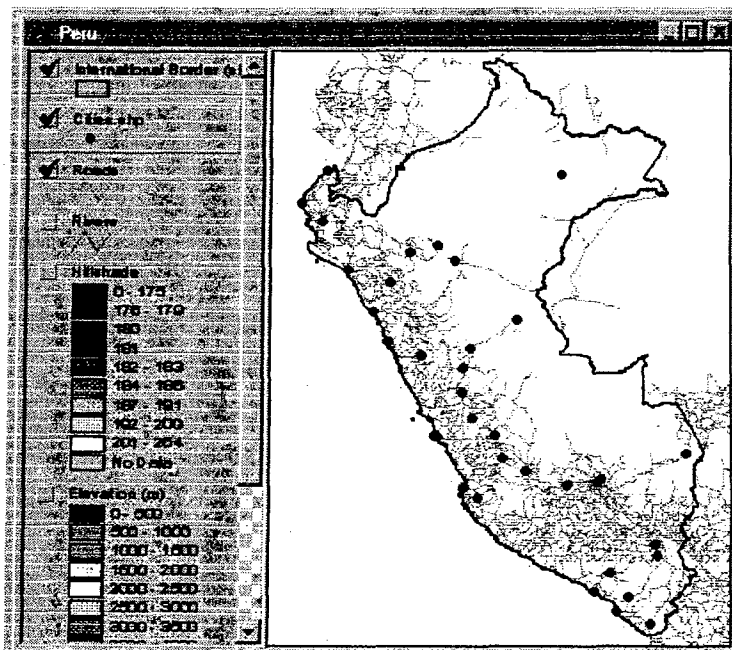 Peru
International Border (s
Cities.shp
Roads
Rivers
Hillshade
0 - 175
176 - 179
180
181
182 - 183
184 - 186
187 - 191
192 - 200
201 - 254
No Data
Elevation (m)
0 - 500
500 - 1000
1000 - 1500
1500 - 2000
2000 - 2500
2500 - 3000
3000 - 3500